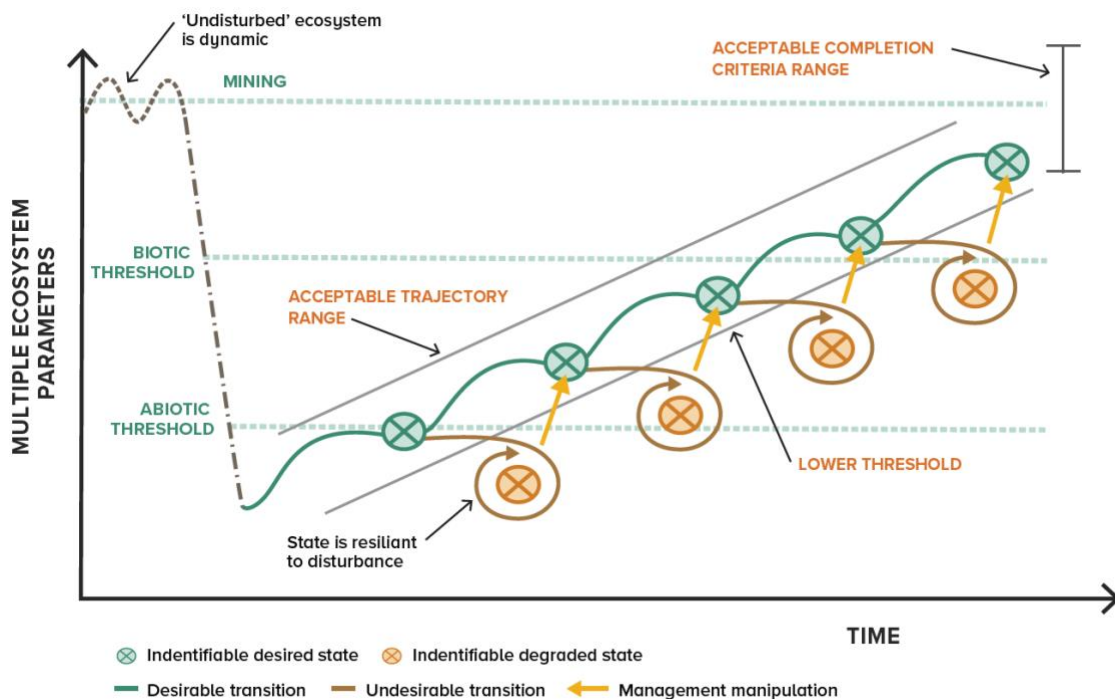 ‘Undisturbed’ ecosystem
is dynamic
ACCEPTABLE COMPLETION
CRITERIA RANGE
MINING
MULTIPLE ECOSYSTEM
PARAMETERS
BIOTIC
THRESHOLD
ACCEPTABLE TRAJECTORY
RANGE
ABIOTIC
THRESHOLD
LOWER THRESHOLD
State is resiliant
to disturbance
TIME
Indentifiable desired state
Indentifiable degraded state
Desirable transition
Undesirable transition
Management manipulation